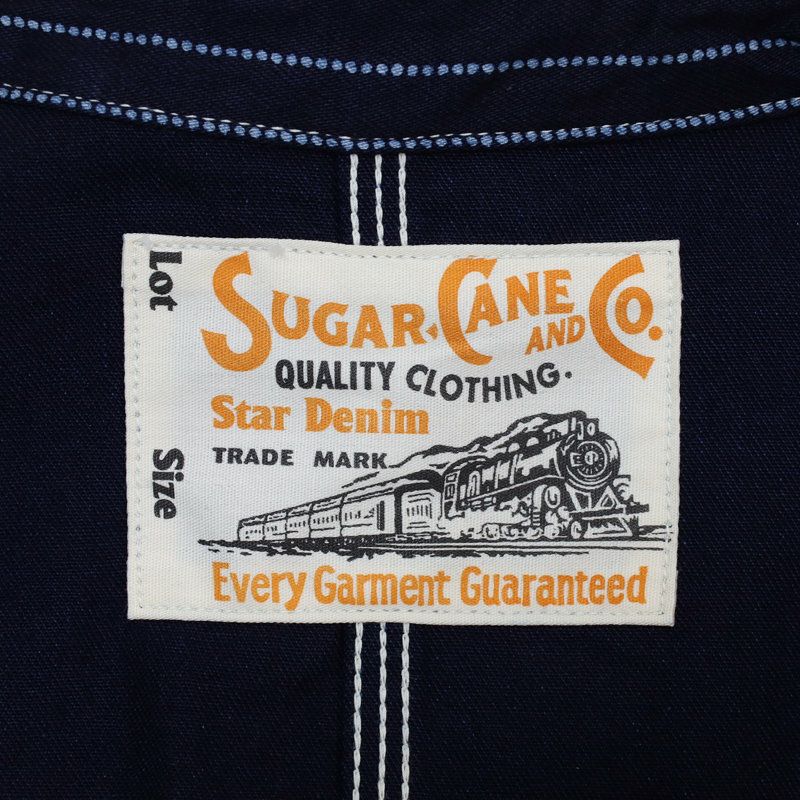 Lot
Size
SUGAR.CANE AND CO.
QUALITY CLOTHING.
Star Denim
TRADE MARK
Every Garment Guaranteed